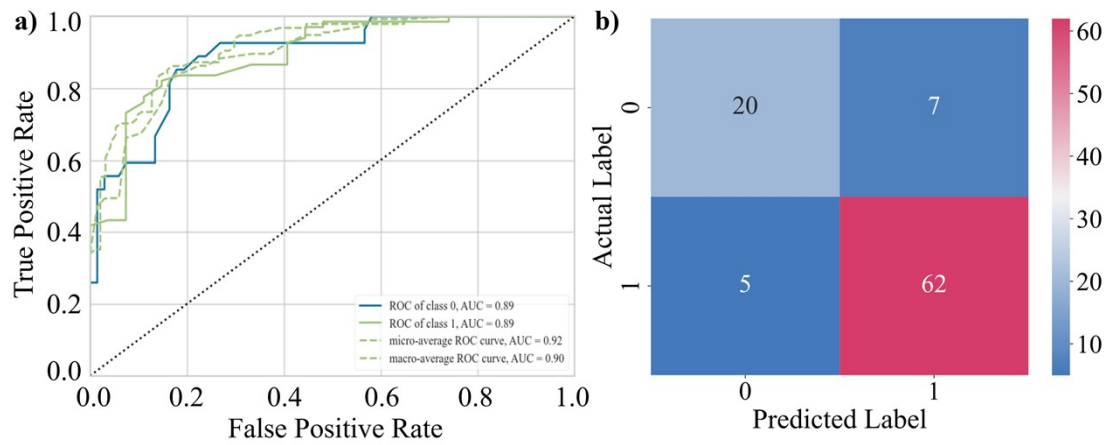 a)
True Positive Rate
1.0
0.8
0.6
0.4
0.2
0.0
0.0 0.2 0.4 0.6 0.8 1.0
False Positive Rate
ROC of class 0, AUC = 0.89
ROC of class 1, AUC = 0.89
micro-average ROC curve, AUC = 0.92
macro-average ROC curve, AUC = 0.90
b)
Actual Label
0
1
20 7
5 62
0 1
Predicted Label
60
50
40
30
20
10